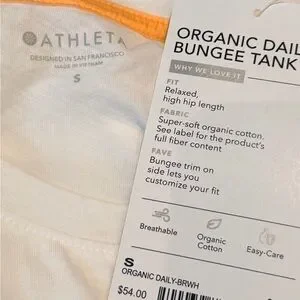 ATHLETA
DESIGNED IN SAN FRANCISCO
MADE IN VIETNAM
S
ORGANIC DAIL
BUNGEE TANK
WHY WE LOVE IT
FIT
Relaxed,
high hip length
FABRIC
Super-soft organic cotton.
See label for the product's
full fiber content
FAVE
Bungee trim on
side lets you
customize your fit
Breathable
Organic
Cotton
Easy-Care
S
ORGANIC DAILY-BRWH
$54.00